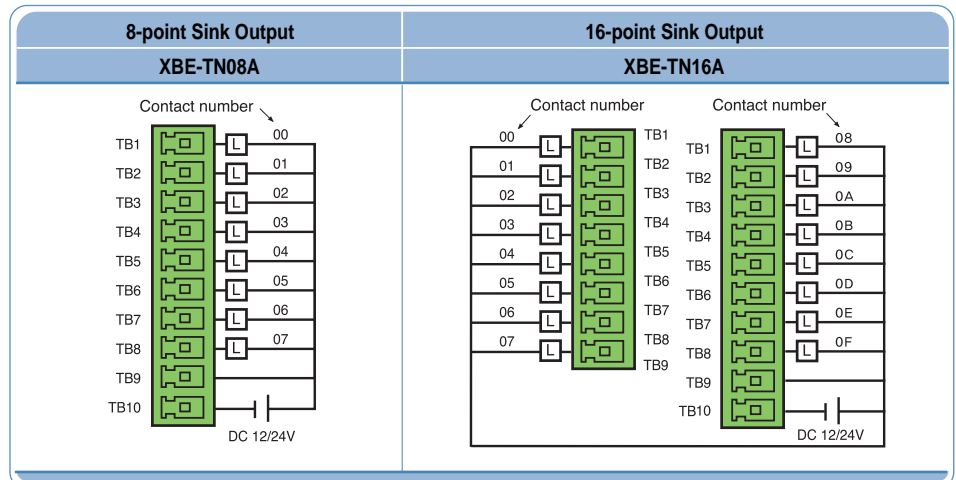 8-point Sink Output
16-point Sink Output
XBE-TN08A
XBE-TN16A
Contact number
TB1 L 00
TB2 L 01
TB3 L 02
TB4 L 03
TB5 L 04
TB6 L 05
TB7 L 06
TB8 L 07
TB9
TB10
DC 12/24V
Contact number
00 L TB1
01 L TB2
02 L TB3
03 L TB4
04 L TB5
05 L TB6
06 L TB7
07 L TB8
TB9
Contact number
TB1 L 08
TB2 L 09
TB3 L 0A
TB4 L 0B
TB5 L 0C
TB6 L 0D
TB7 L 0E
TB8 L 0F
TB9
TB10
DC 12/24V